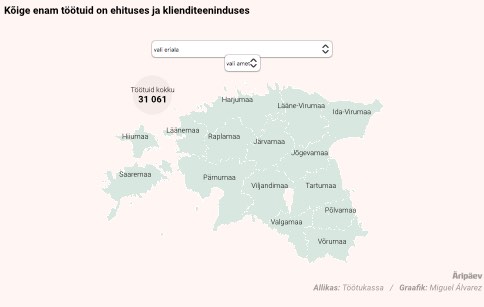 Kõige enam töötuid on ehituses ja klienditeeninduses
vali eriala
vali amet
Töötuid kokku
31 061
Harjumaa
Lääne-Virumaa
Ida-Virumaa
Läänemaa
Hiiumaa
Raplamaa
Järvamaa
Jõgevamaa
Saaremaa
Pärnumaa
Viljandimaa
Tartumaa
Põlvamaa
Valgamaa
Võrumaa
Äripäev
Allikas: Töötukassa / Graafik: Miguel Álvarez